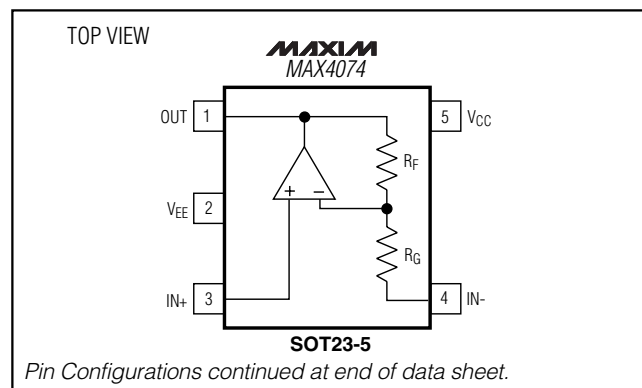 TOP VIEW
MAXIM
MAX4074
OUT 1
5 VCC
RF
+ −
VEE 2
RG
IN+ 3
4 IN-
SOT23-5
Pin Configurations continued at end of data sheet.